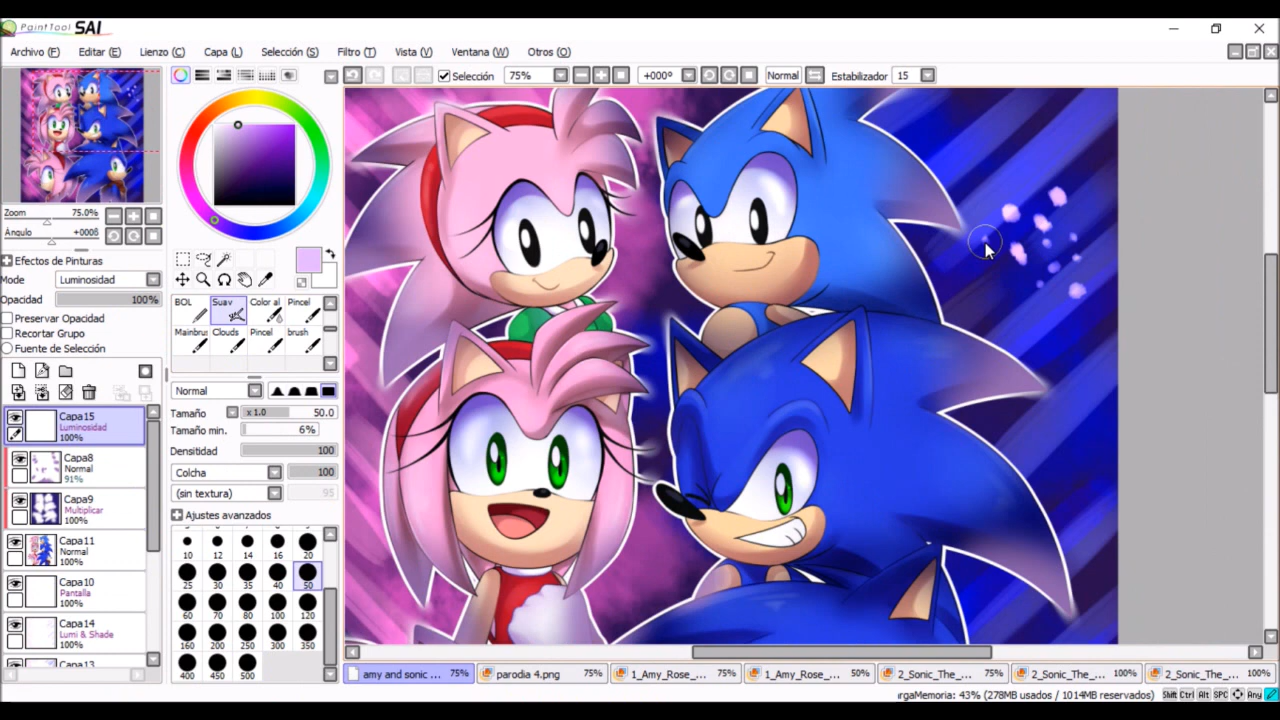 PaintTool SAI
Archivo (F) Editar (E) Lienzo (C) Capa (L) Selección (S) Filtro (T) Vista (V) Ventana (W) Otros (O)
Selección 75% +000º Normal Estabilizador 15
Zoom 75.0%
Ángulo +000ß
Efectos de Pinturas
Mode Luminosidad
Opacidad 100%
Preservar Opacidad
Recortar Grupo
Fuente de Selección
Capa15
Luminosidad
100%
Capa8
Normal
91%
Capa9
Multiplicar
100%
Capa11
Normal
100%
Capa10
Pantalla
100%
Capa14
Lumi & Shade
100%
Capa13
BOL Suav Color al Pincel
Mainbrus Clouds Pincel brush
Normal
Tamaño x 1.0 50.0
Tamaño min. 6%
Densitidad 100
Colcha 100
(sin textura) 95
Ajustes avanzados
10 12 14 16 20
25 30 35 40 50
60 70 80 100 120
160 200 250 300 350
400 450 500
amy and sonic ... 75% parodia 4.png 75% 1_Amy_Rose_... 75% 1_Amy_Rose_... 50% 2_Sonic_The_... 75% 2_Sonic_The_... 100% 2_Sonic_The_... 100%
rgaMemoria: 43% (278MB usados / 1014MB reservados) Shift Ctrl Alt SPC Any